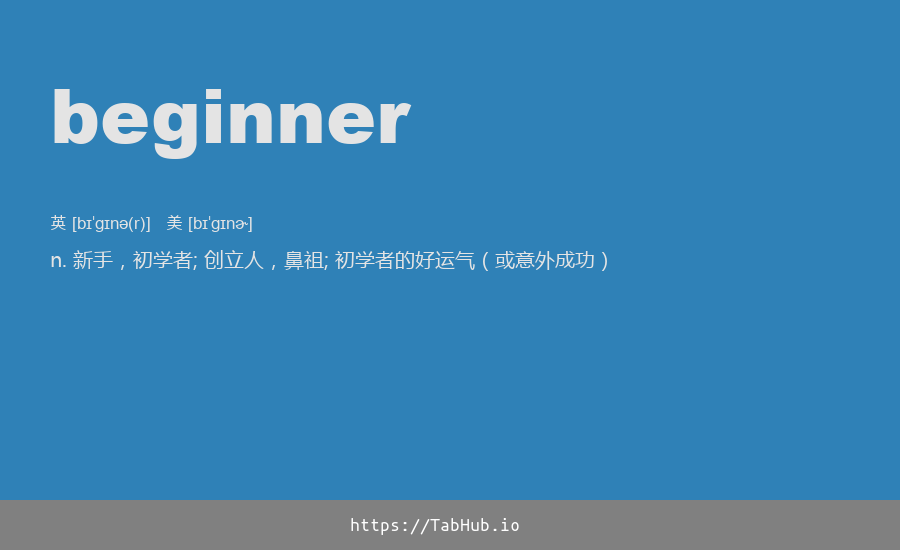 beginner
英 [bɪˈɡɪnə(r)] 美 [bɪˈɡɪnɚ]
n. 新手，初学者; 创立人，鼻祖; 初学者的好运气（或意外成功）
https://TabHub.io